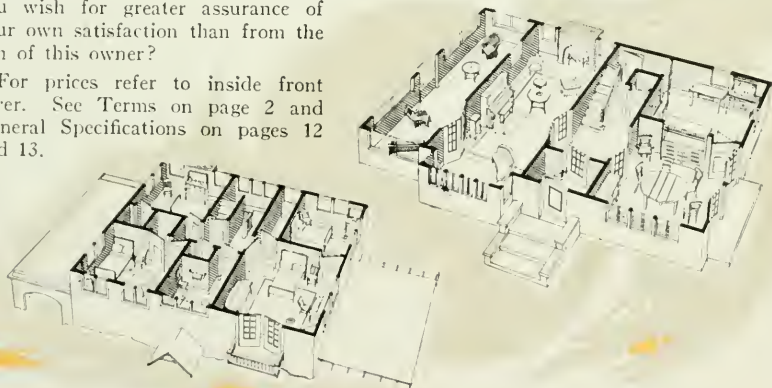 u wish for greater assurance of
ur own satisfaction than from the
n of this owner?
For prices refer to inside front
er. See Terms on page 2 and
neral Specifications on pages 12
d 13.